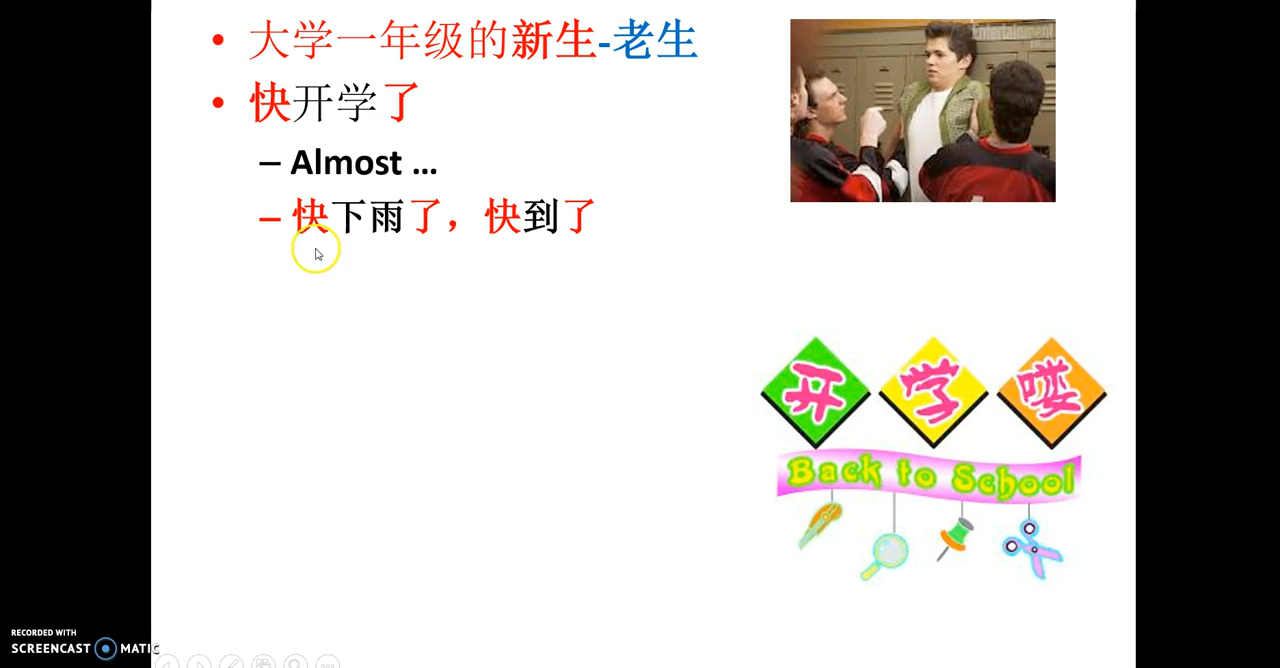 大学一年级的新生-老生
快开学了
– Almost ...
– 快下雨了，快到了
开学喽
Back to School
RECORDED WITH
SCREENCAST MATIC